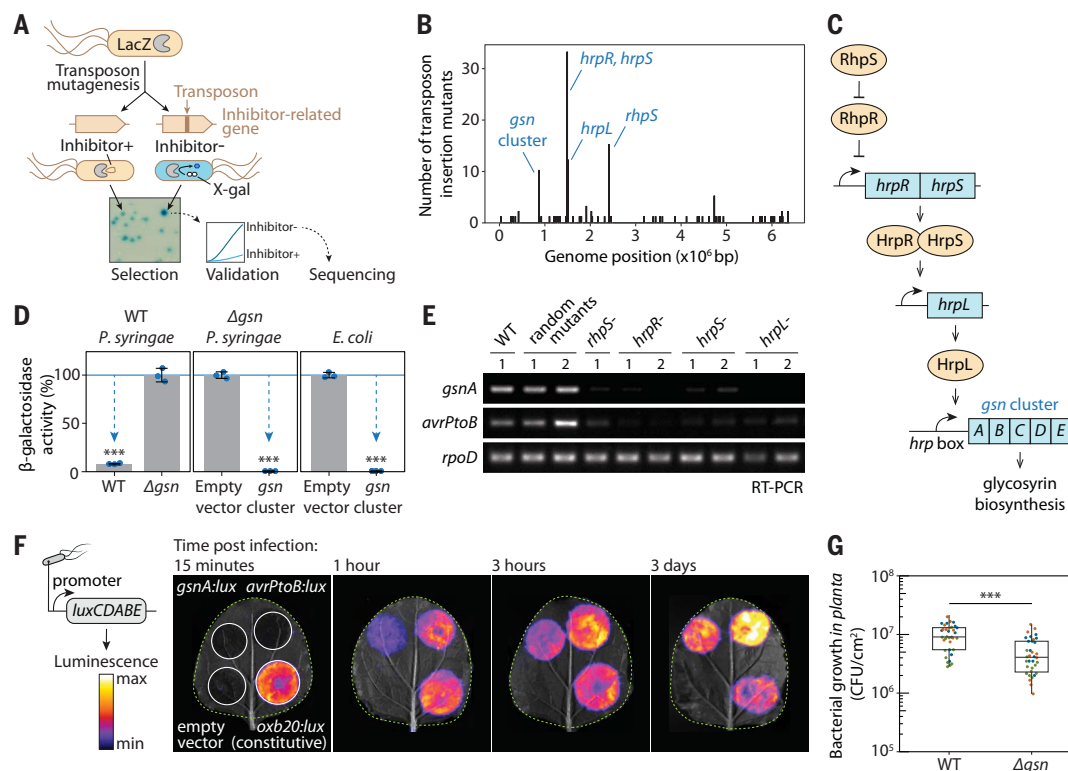 A
LacZ
Transposon
mutagenesis
Transposon
Inhibitor-related
gene
Inhibitor+
Inhibitor-
X-gal
Inhibitor-
Inhibitor+
Selection
Validation
Sequencing
B
Number of transposon
insertion mutants
30
20
10
0
hrpR, hrpS
gsn
cluster
hrpL
rhpS
0 1 2 3 4 5 6
Genome position (x10⁶ bp)
C
RhpS
RhpR
hrpR hrpS
HrpR HrpS
hrpL
HrpL
gsn cluster
hrp box
A B C D E
glycosyrin
biosynthesis
D
WT
P. syringae
Δgsn
P. syringae
E. coli
β-galactosidase
activity (%)
100
50
0
***
***
***
WT Δgsn
Empty
vector
gsn
cluster
Empty
vector
gsn
cluster
E
WT
random
mutants
rhpS-
hrpR-
hrpS-
hrpL-
1 1 2 1 1 2 1 2 1 2
gsnA
avrPtoB
rpoD
RT-PCR
F
promoter
luxCDABE
Luminescence
max
min
Time post infection:
15 minutes
1 hour
3 hours
3 days
gsnA:lux avrPtoB:lux
empty oxb20:lux
vector (constitutive)
G
Bacterial growth in planta
(CFU/cm²)
10⁸
10⁷
10⁶
10⁵
***
WT Δgsn